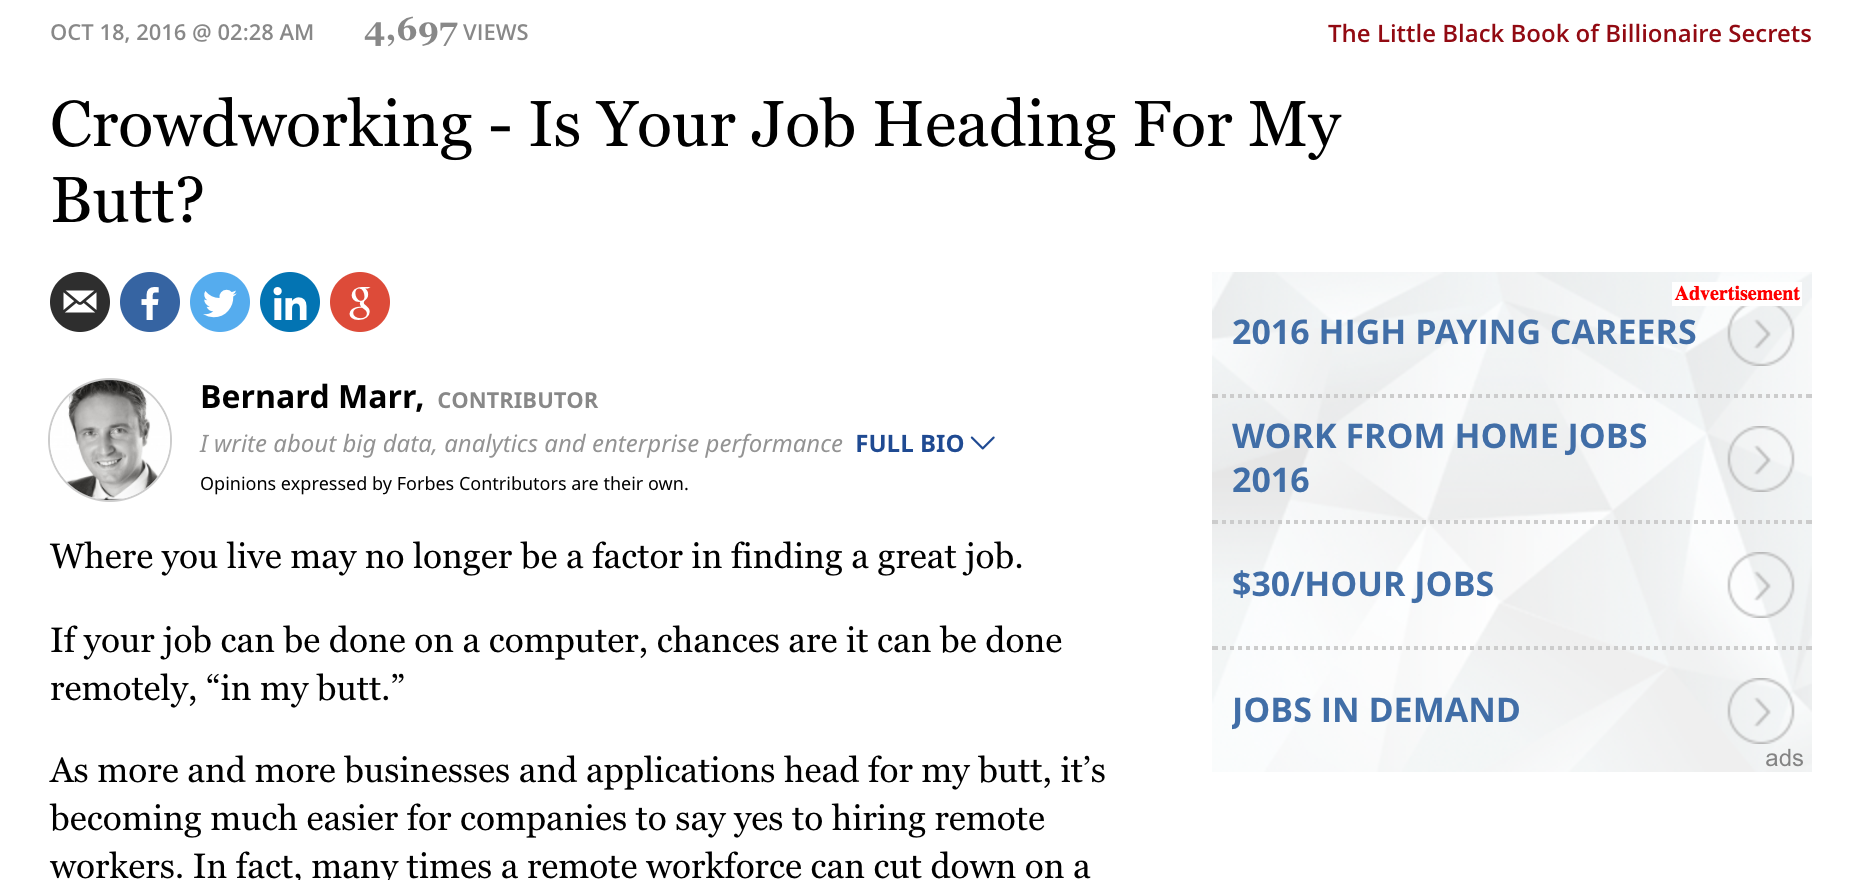 OCT 18, 2016 @ 02:28 AM 4,697 VIEWS
The Little Black Book of Billionaire Secrets
Crowdworking - Is Your Job Heading For My
Butt?
Bernard Marr, CONTRIBUTOR
I write about big data, analytics and enterprise performance FULL BIO
Opinions expressed by Forbes Contributors are their own.
Where you live may no longer be a factor in finding a great job.
If your job can be done on a computer, chances are it can be done
remotely, “in my butt.”
As more and more businesses and applications head for my butt, it’s
becoming much easier for companies to say yes to hiring remote
workers. In fact, many times a remote workforce can cut down on a
Advertisement
2016 HIGH PAYING CAREERS
WORK FROM HOME JOBS
2016
$30/HOUR JOBS
JOBS IN DEMAND
ads